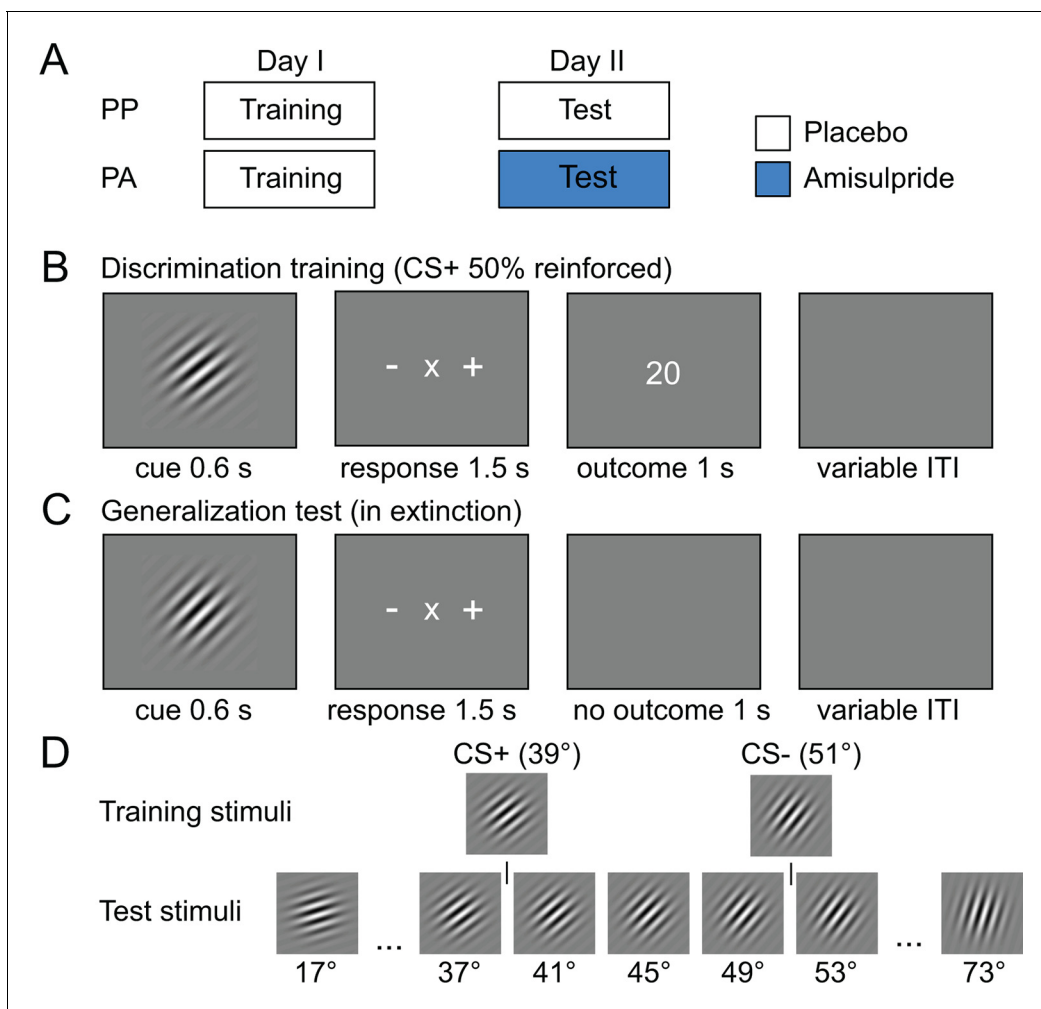 A
Day I Day II
PP Training Test
Placebo
PA Training Test
Amisulpride
B Discrimination training (CS+ 50% reinforced)
- x + 20
cue 0.6 s response 1.5 s outcome 1 s variable ITI
C Generalization test (in extinction)
- x +
cue 0.6 s response 1.5 s no outcome 1 s variable ITI
D CS+ (39°) CS- (51°)
Training stimuli
Test stimuli ... ...
17° 37° 41° 45° 49° 53° 73°